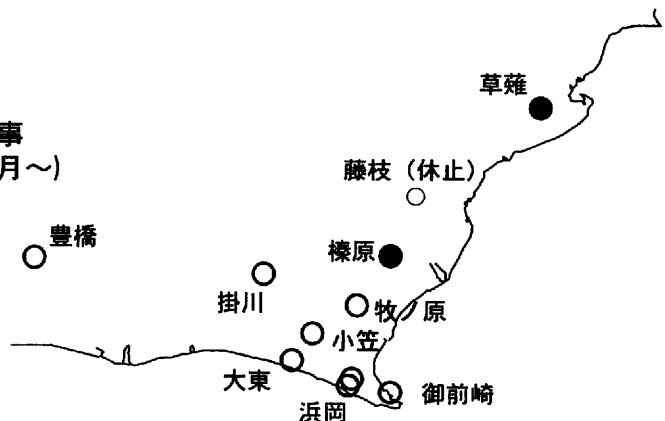 草薙
事
藤枝（休止）
月～)
豊橋
榛原
掛川
牧ノ原
小笠
大東
御前崎
浜岡